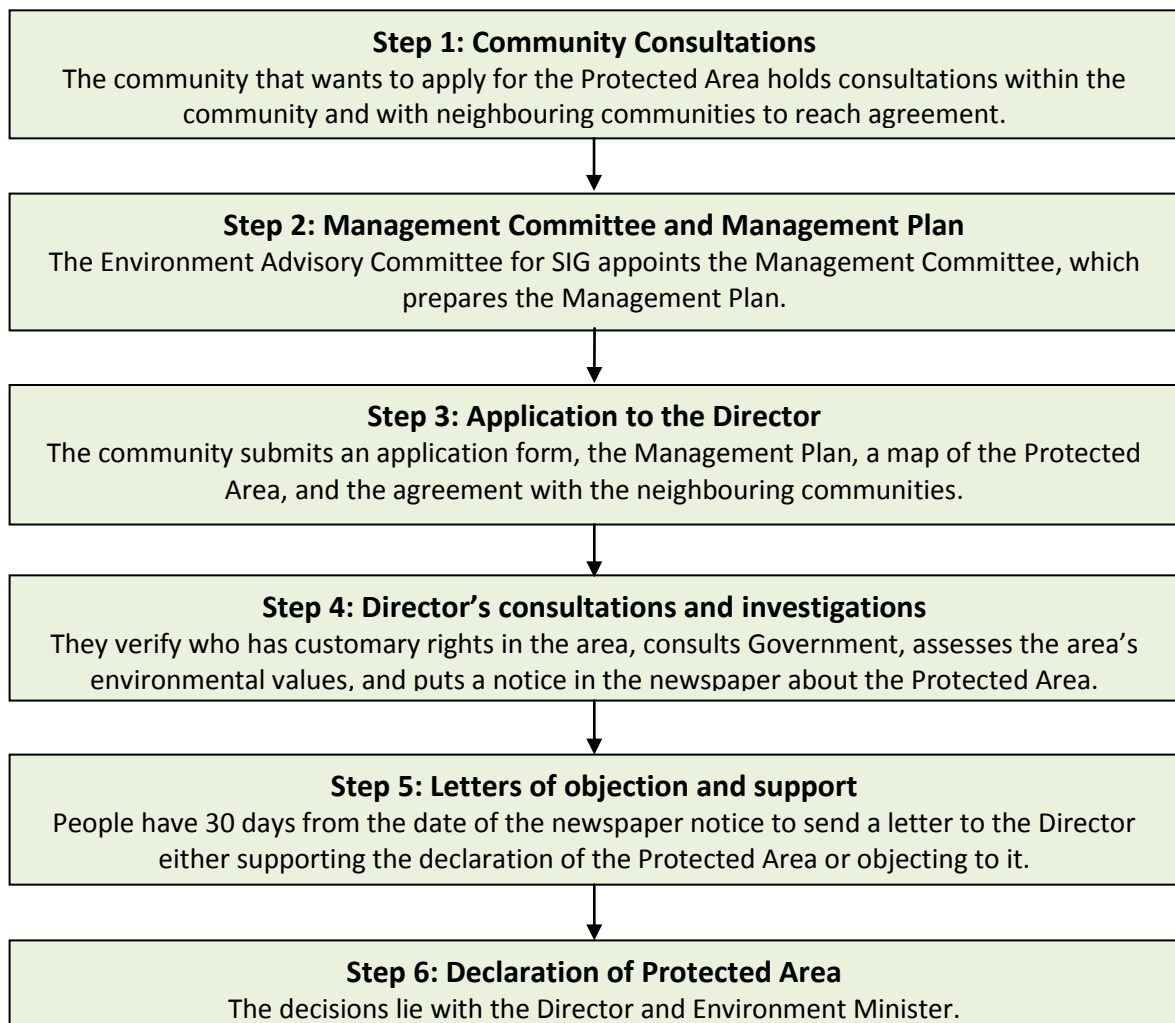 Step 1: Community Consultations
The community that wants to apply for the Protected Area holds consultations within the
community and with neighbouring communities to reach agreement.
Step 2: Management Committee and Management Plan
The Environment Advisory Committee for SIG appoints the Management Committee, which
prepares the Management Plan.
Step 3: Application to the Director
The community submits an application form, the Management Plan, a map of the Protected
Area, and the agreement with the neighbouring communities.
Step 4: Director’s consultations and investigations
They verify who has customary rights in the area, consults Government, assesses the area’s
environmental values, and puts a notice in the newspaper about the Protected Area.
Step 5: Letters of objection and support
People have 30 days from the date of the newspaper notice to send a letter to the Director
either supporting the declaration of the Protected Area or objecting to it.
Step 6: Declaration of Protected Area
The decisions lie with the Director and Environment Minister.